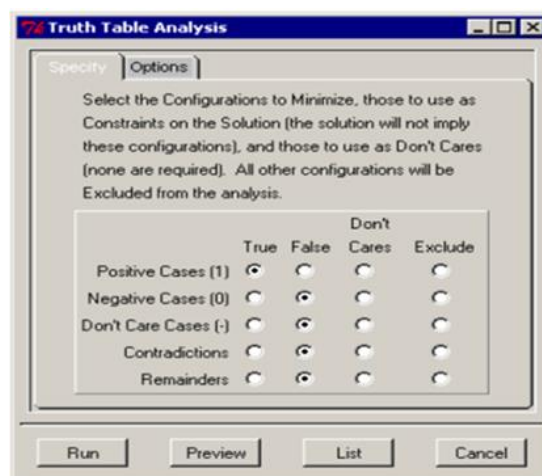 Truth Table Analysis
Specify Options
Select the Configurations to Minimize, those to use as
Constraints on the Solution (the solution will not imply
these configurations), and those to use as Don't Cares
(none are required). All other configurations will be
Excluded from the analysis.
Don't
True False Cares Exclude
Positive Cases (1)
Negative Cases (0)
Don't Care Cases (-)
Contradictions
Remainders
Run Preview List Cancel